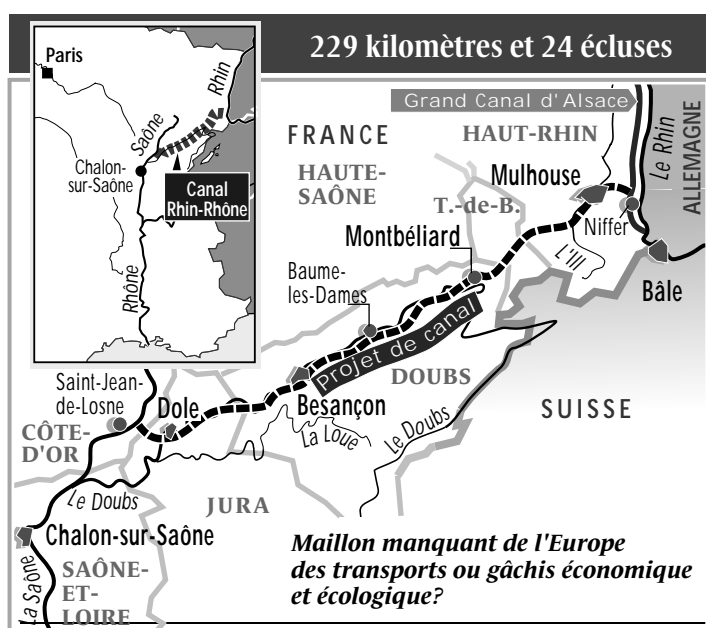 229 kilomètres et 24 écluses
Paris
Rhin
Saône
Chalon-
sur-Saône
Canal
Rhin-Rhône
Rhône
Grand Canal d'Alsace
FRANCE
HAUT-RHIN
Le Rhin
ALLEMAGNE
HAUTE-
SAÔNE
Mulhouse
T.-de-B.
Niffer
Montbéliard
L'Ill
Bâle
Baume-
les-Dames
Projet de canal
DOUBS
SUISSE
Saint-Jean-
de-Losne
Dole
Besançon
CÔTE-
D'OR
La Loue
Le Doubs
Le Doubs
JURA
Chalon-sur-Saône
La Saône
SAÔNE-
ET-
LOIRE
Maillon manquant de l'Europe
des transports ou gâchis économique
et écologique?